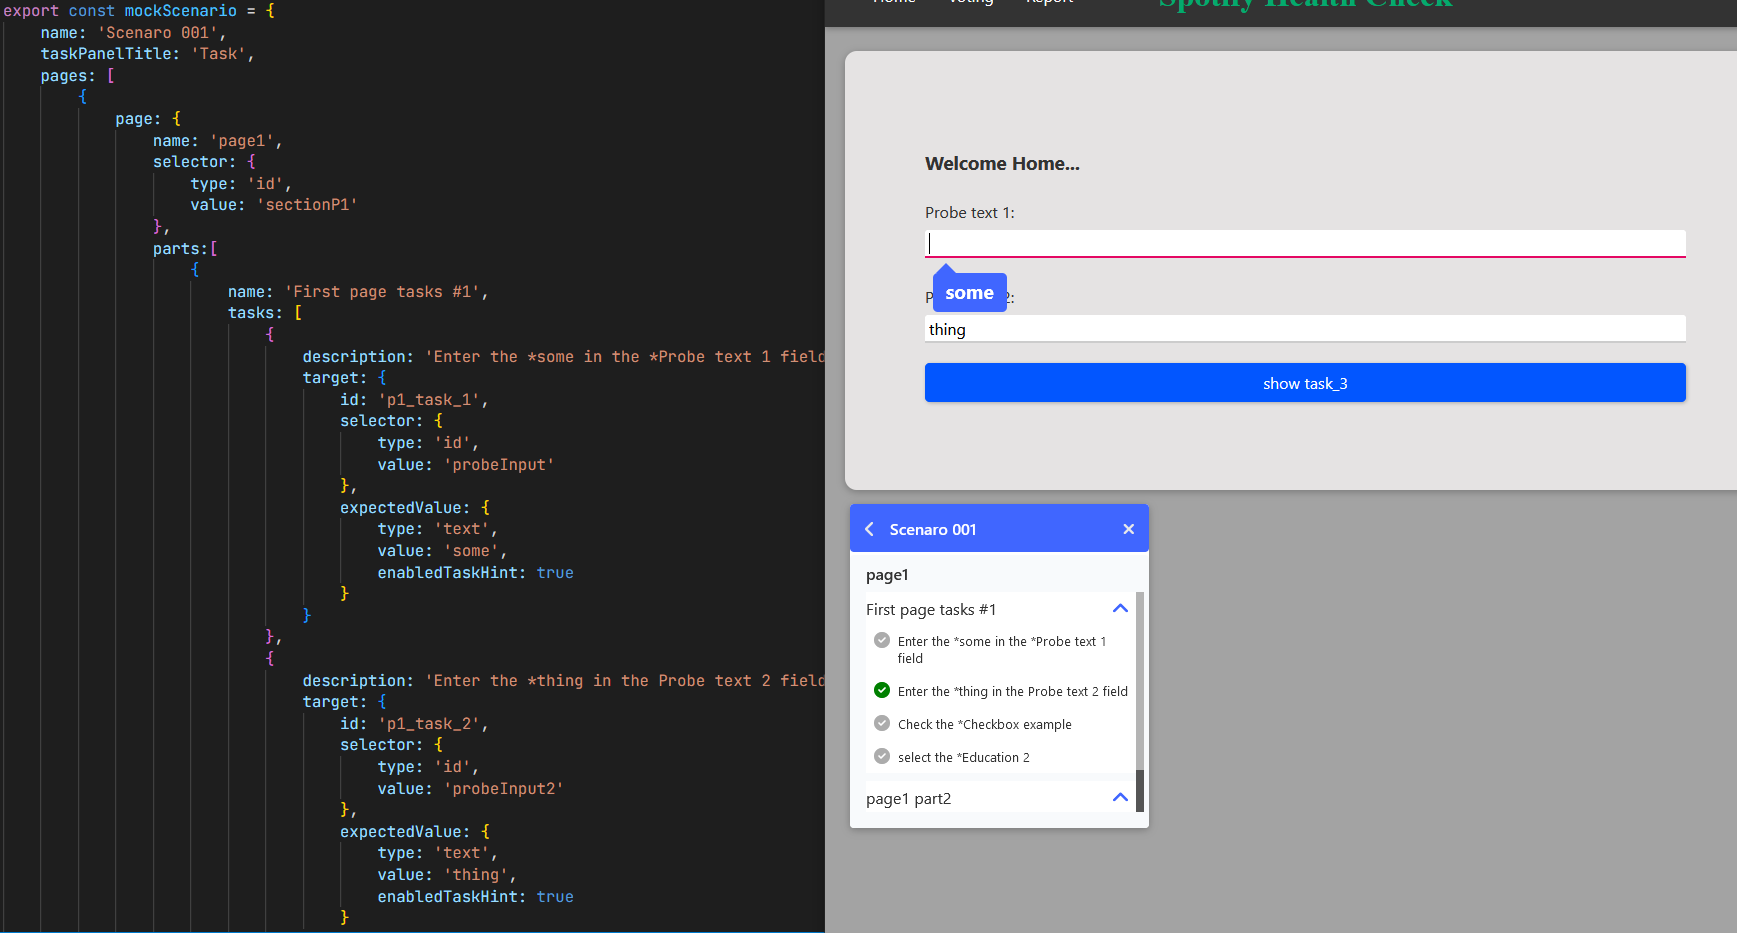 export const mockScenario = {
name: 'Scenaro 001',
taskPanelTitle: 'Task',
pages: [
{
page: {
name: 'page1',
selector: {
type: 'id',
value: 'sectionP1'
},
parts:[
{
name: 'First page tasks #1',
tasks: [
{
description: 'Enter the *some in the *Probe text 1 field
target: {
id: 'p1_task_1',
selector: {
type: 'id',
value: 'probeInput'
},
expectedValue: {
type: 'text',
value: 'some',
enabledTaskHint: true
}
}
},
{
description: 'Enter the *thing in the Probe text 2 field
target: {
id: 'p1_task_2',
selector: {
type: 'id',
value: 'probeInput2'
},
expectedValue: {
type: 'text',
value: 'thing',
enabledTaskHint: true
}
Home Voting Report Spotify Health Check
Welcome Home...
Probe text 1:
some
2:
thing
show task_3
Scenaro 001
page1
First page tasks #1
Enter the *some in the *Probe text 1
field
Enter the *thing in the Probe text 2 field
Check the *Checkbox example
select the *Education 2
page1 part2